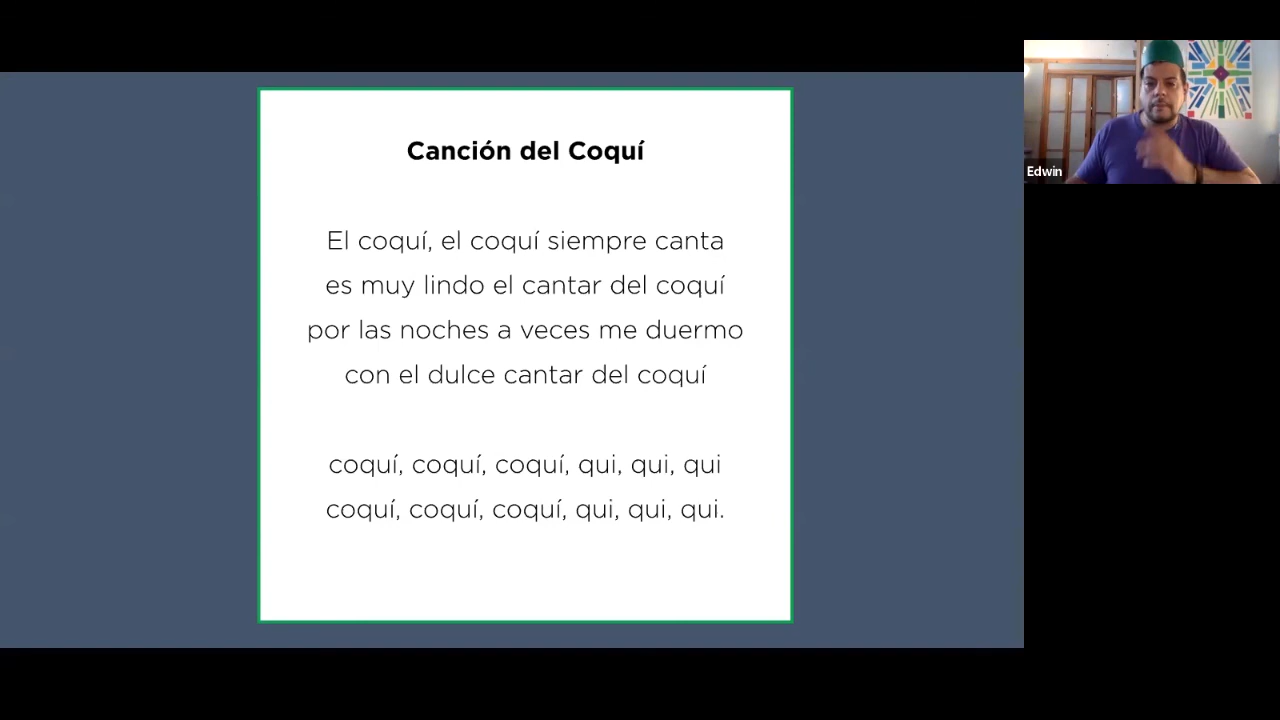 Canción del Coquí
El coquí, el coquí siempre canta
es muy lindo el cantar del coquí
por las noches a veces me duermo
con el dulce cantar del coquí
coquí, coquí, coquí, qui, qui, qui
coquí, coquí, coquí, qui, qui, qui.
Edwin